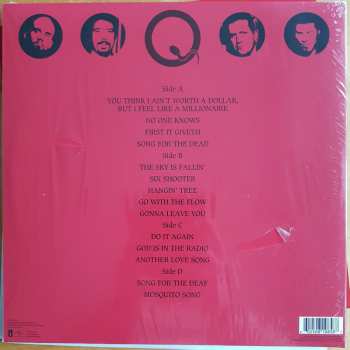 Side A
YOU THINK I AIN'T WORTH A DOLLAR,
BUT I FEEL LIKE A MILLIONAIRE
NO ONE KNOWS
FIRST IT GIVETH
SONG FOR THE DEAD
Side B
THE SKY IS FALLIN'
SIX SHOOTER
HANGIN' TREE
GO WITH THE FLOW
GONNA LEAVE YOU
Side C
DO IT AGAIN
GOD IS IN THE RADIO
ANOTHER LOVE SONG
Side D
SONG FOR THE DEAF
MOSQUITO SONG